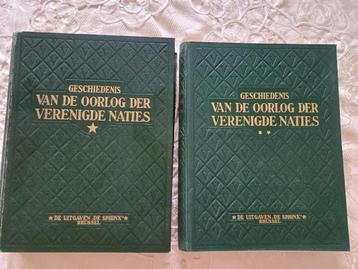 GESCHIEDENIS
VAN DE OORLOG DER
VERENIGDE NATIES
★
★ DE UITGAVEN „DE SPHINX" ★
BRUSSEL
GESCHIEDENIS
VAN DE OORLOG DER
VERENIGDE NATIES
★ ★
★ DE UITGAVEN „DE SPHINX" ★
BRUSSEL